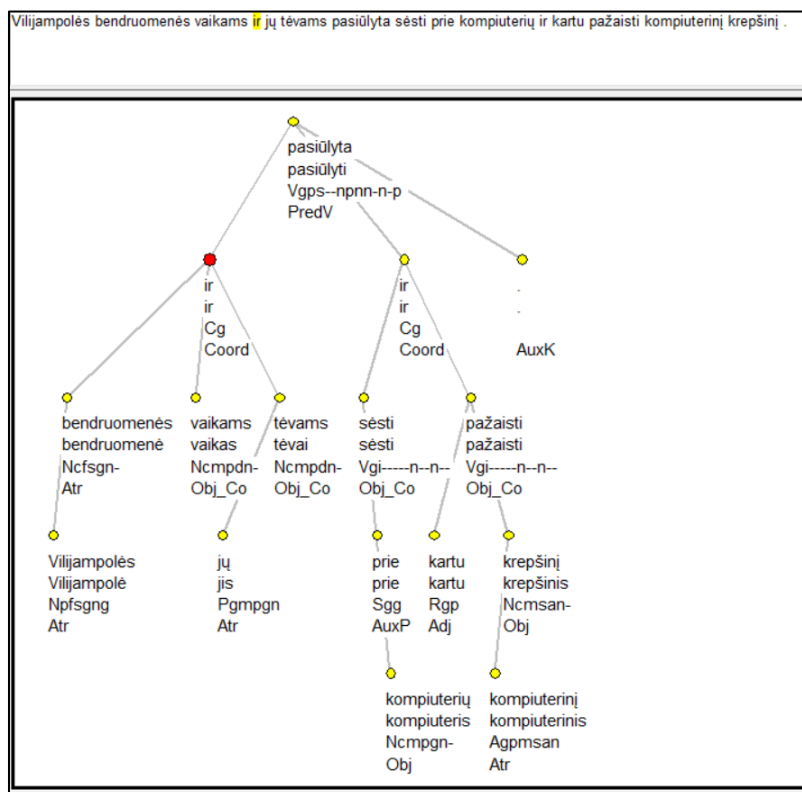 Vilijampolės bendruomenės vaikams ir jų tėvams pasiūlyta sėsti prie kompiuterių ir kartu pažaisti kompiuterinį krepšinį .
pasiūlyta
pasiūlyti
Vgps--npnn-n-p
PredV
ir
ir
Cg
Coord
ir
ir
Cg
Coord
.
.
AuxK
bendruomenės
bendruomenė
Ncfsgn-
Atr
vaikams
vaikas
Ncmpdn-
Obj_Co
tėvams
tėvai
Ncmpdn-
Obj_Co
sėsti
sėsti
Vgi-----n--n--
Obj_Co
pažaisti
pažaisti
Vgi-----n--n--
Obj_Co
Vilijampolės
Vilijampolė
Npfsgng
Atr
jų
jis
Pgmpgn
Atr
prie
prie
Sgg
AuxP
kartu
kartu
Rgp
Adj
krepšinį
krepšinis
Ncmsan-
Obj
kompiuterių
kompiuteris
Ncmpgn-
Obj
kompiuterinį
kompiuterinis
Agpmsan
Atr